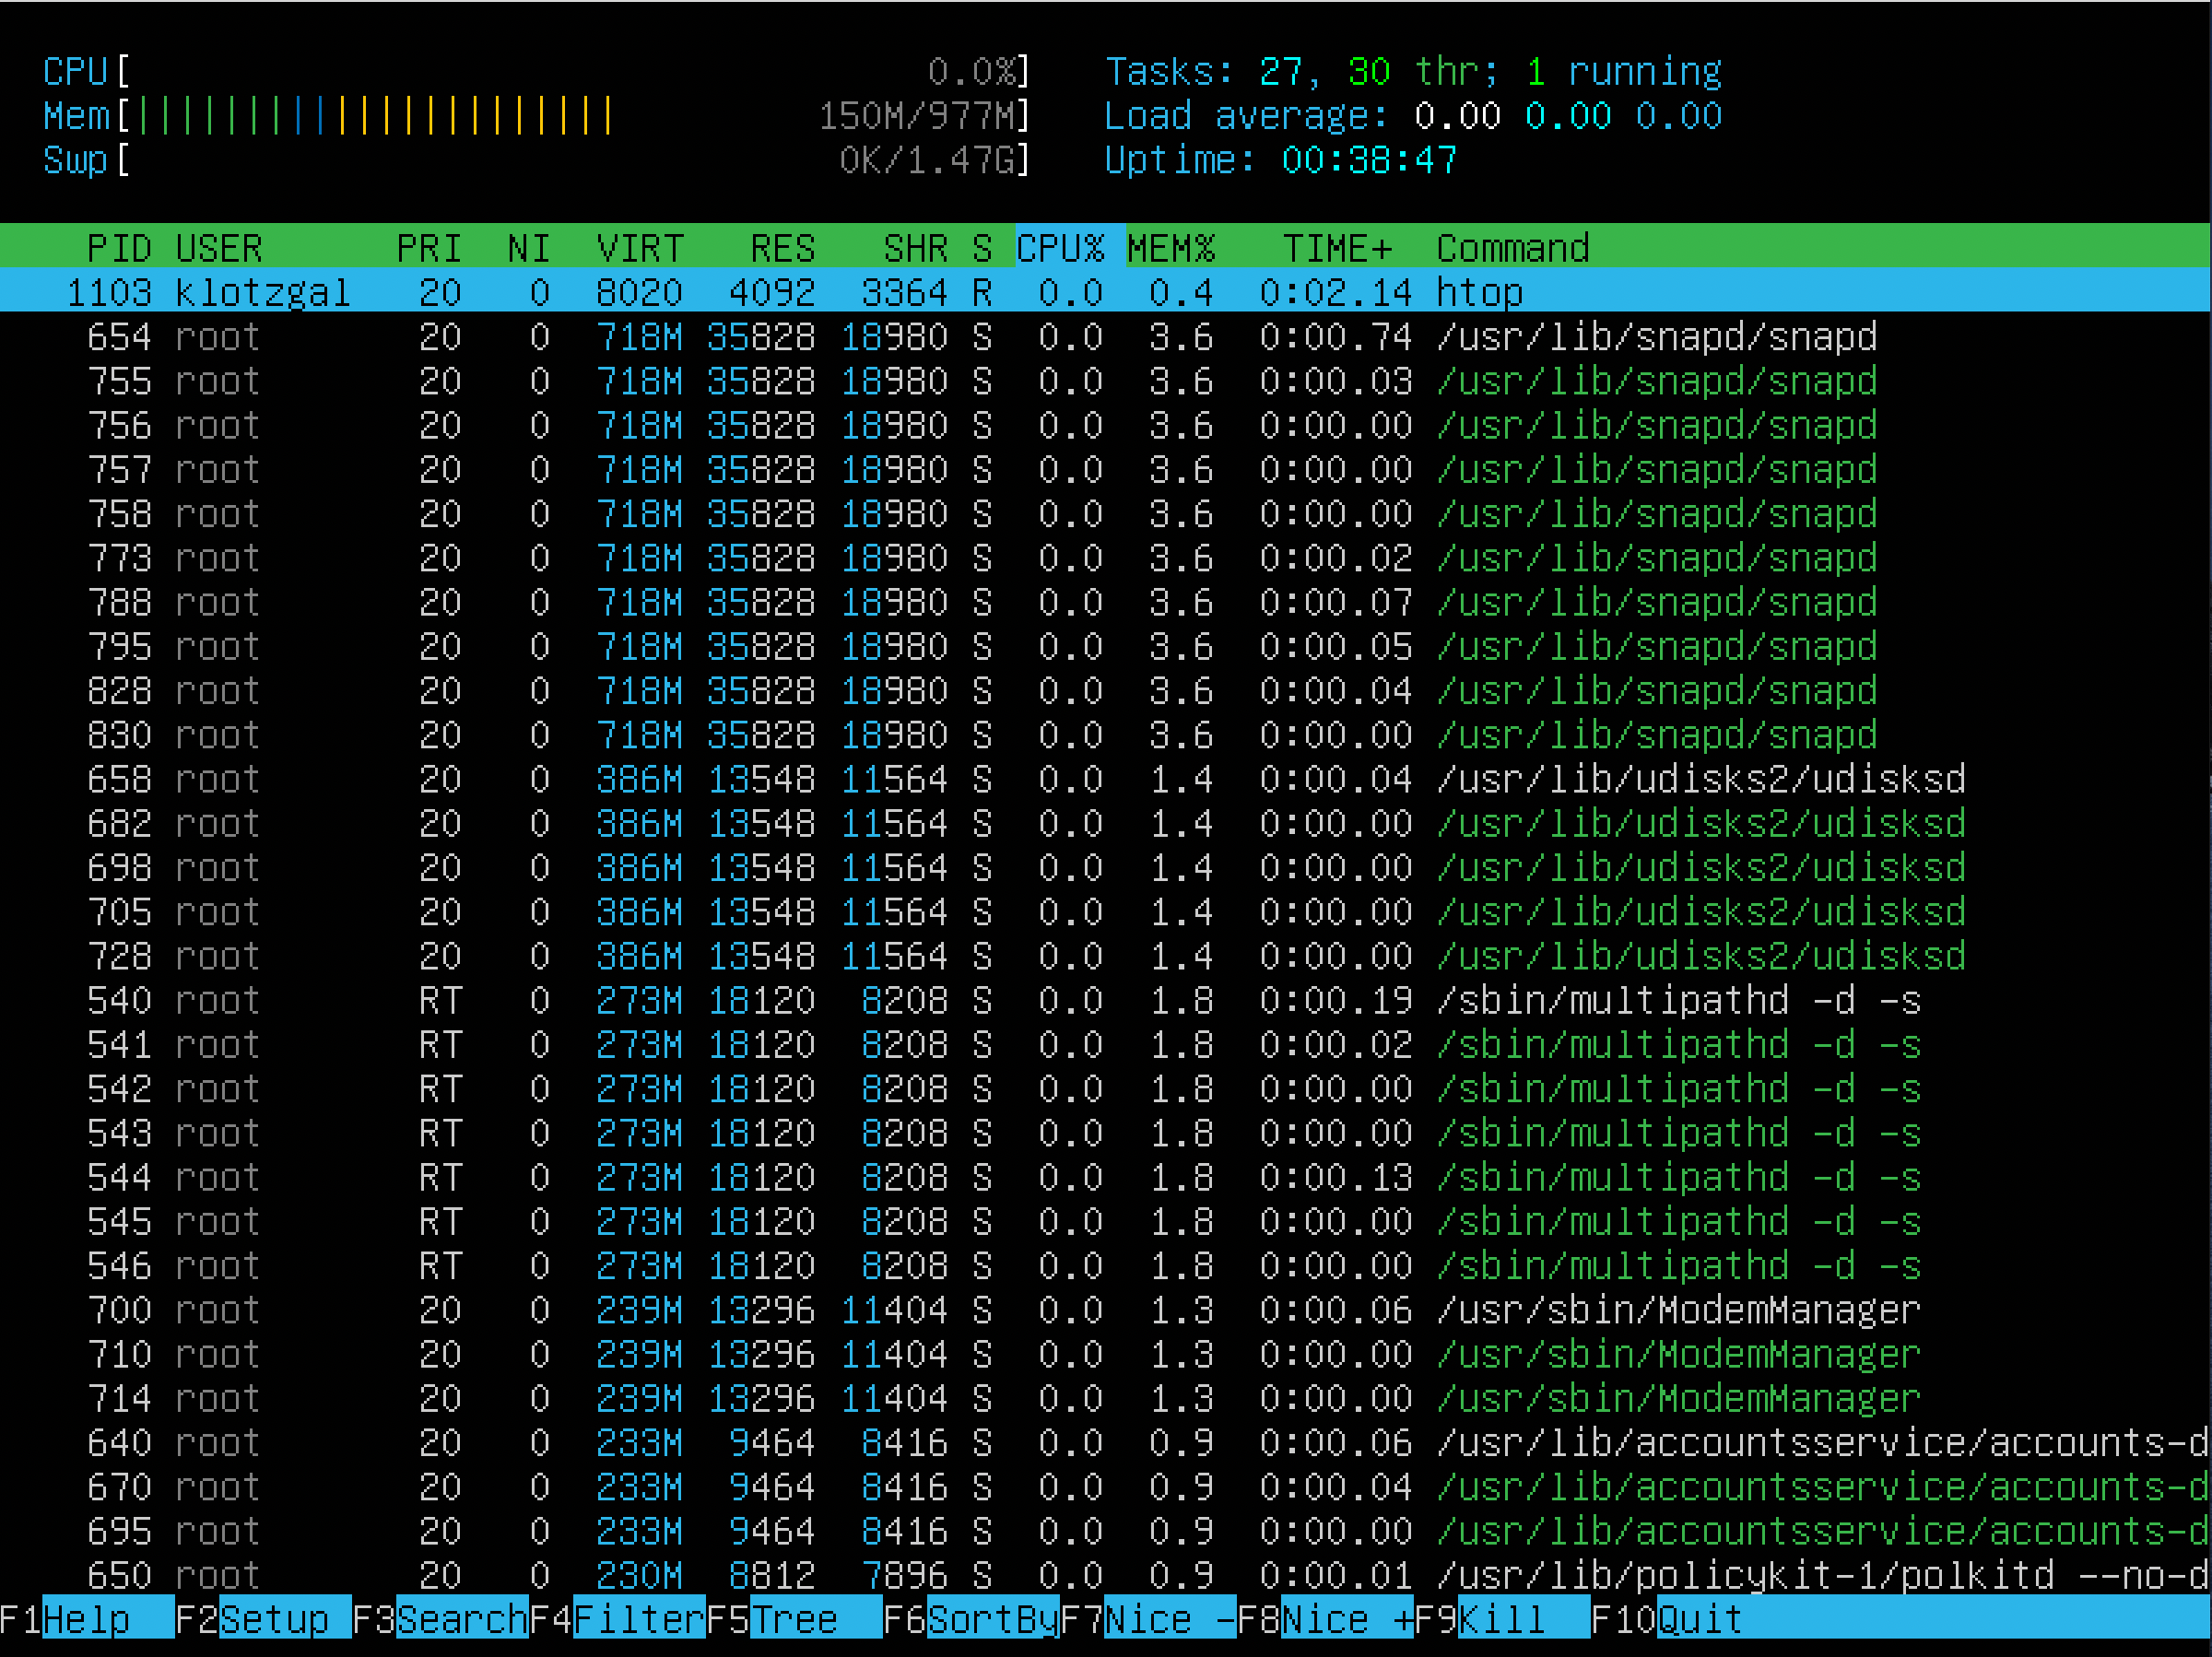 CPU[ 0.0%] Tasks: 27, 30 thr; 1 running
Mem[|||||||||||||||||||||| 150M/977M] Load average: 0.00 0.00 0.00
Swp[ 0K/1.47G] Uptime: 00:38:47
PID USER PRI NI VIRT RES SHR S CPU% MEM% TIME+ Command
1103 klotzgal 20 0 8020 4092 3364 R 0.0 0.4 0:02.14 htop
654 root 20 0 718M 35828 18980 S 0.0 3.6 0:00.74 /usr/lib/snapd/snapd
755 root 20 0 718M 35828 18980 S 0.0 3.6 0:00.03 /usr/lib/snapd/snapd
756 root 20 0 718M 35828 18980 S 0.0 3.6 0:00.00 /usr/lib/snapd/snapd
757 root 20 0 718M 35828 18980 S 0.0 3.6 0:00.00 /usr/lib/snapd/snapd
758 root 20 0 718M 35828 18980 S 0.0 3.6 0:00.00 /usr/lib/snapd/snapd
773 root 20 0 718M 35828 18980 S 0.0 3.6 0:00.02 /usr/lib/snapd/snapd
788 root 20 0 718M 35828 18980 S 0.0 3.6 0:00.07 /usr/lib/snapd/snapd
795 root 20 0 718M 35828 18980 S 0.0 3.6 0:00.05 /usr/lib/snapd/snapd
828 root 20 0 718M 35828 18980 S 0.0 3.6 0:00.04 /usr/lib/snapd/snapd
830 root 20 0 718M 35828 18980 S 0.0 3.6 0:00.00 /usr/lib/snapd/snapd
658 root 20 0 386M 13548 11564 S 0.0 1.4 0:00.04 /usr/lib/udisks2/udisksd
682 root 20 0 386M 13548 11564 S 0.0 1.4 0:00.00 /usr/lib/udisks2/udisksd
698 root 20 0 386M 13548 11564 S 0.0 1.4 0:00.00 /usr/lib/udisks2/udisksd
705 root 20 0 386M 13548 11564 S 0.0 1.4 0:00.00 /usr/lib/udisks2/udisksd
728 root 20 0 386M 13548 11564 S 0.0 1.4 0:00.00 /usr/lib/udisks2/udisksd
540 root RT 0 273M 18120 8208 S 0.0 1.8 0:00.19 /sbin/multipathd -d -s
541 root RT 0 273M 18120 8208 S 0.0 1.8 0:00.02 /sbin/multipathd -d -s
542 root RT 0 273M 18120 8208 S 0.0 1.8 0:00.00 /sbin/multipathd -d -s
543 root RT 0 273M 18120 8208 S 0.0 1.8 0:00.00 /sbin/multipathd -d -s
544 root RT 0 273M 18120 8208 S 0.0 1.8 0:00.13 /sbin/multipathd -d -s
545 root RT 0 273M 18120 8208 S 0.0 1.8 0:00.00 /sbin/multipathd -d -s
546 root RT 0 273M 18120 8208 S 0.0 1.8 0:00.00 /sbin/multipathd -d -s
700 root 20 0 239M 13296 11404 S 0.0 1.3 0:00.06 /usr/sbin/ModemManager
710 root 20 0 239M 13296 11404 S 0.0 1.3 0:00.00 /usr/sbin/ModemManager
714 root 20 0 239M 13296 11404 S 0.0 1.3 0:00.00 /usr/sbin/ModemManager
640 root 20 0 233M 9464 8416 S 0.0 0.9 0:00.06 /usr/lib/accountsservice/accounts-d
670 root 20 0 233M 9464 8416 S 0.0 0.9 0:00.04 /usr/lib/accountsservice/accounts-d
695 root 20 0 233M 9464 8416 S 0.0 0.9 0:00.00 /usr/lib/accountsservice/accounts-d
650 root 20 0 230M 8812 7896 S 0.0 0.9 0:00.01 /usr/lib/policykit-1/polkitd --no-d
F1Help F2Setup F3SearchF4FilterF5Tree F6SortByF7Nice -F8Nice +F9Kill F10Quit